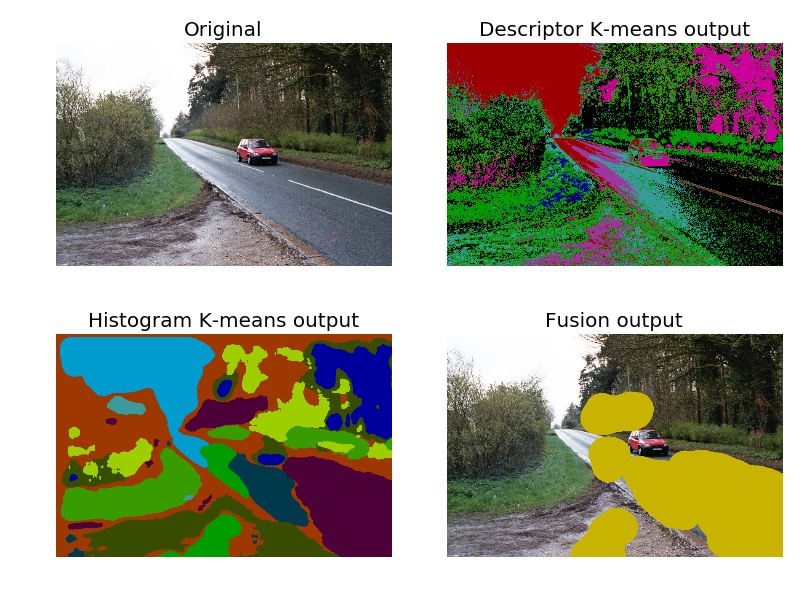 Original
Descriptor K-means output
Histogram K-means output
Fusion output